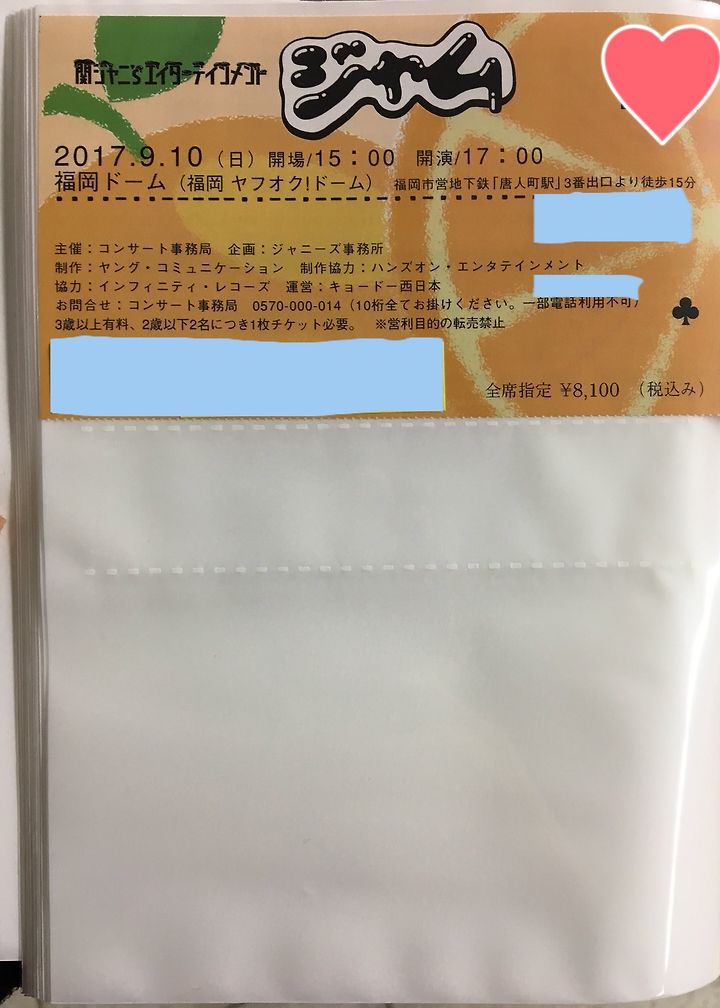 関ジャニ'sエイターテインメント ジャム
2017.9.10（日）開場/15：00 開演/17：00
福岡ドーム（福岡 ヤフオク!ドーム） 福岡市営地下鉄「唐人町駅」3番出口より徒歩15分
主催：コンサート事務局 企画：ジャニーズ事務所
制作：ヤング・コミュニケーション 制作協力：ハンズオン・エンタテインメント
協力：インフィニティ・レコーズ 運営：キョードー西日本
お問合せ：コンサート事務局 0570-000-014（10桁全てお掛けください。一部電話利用不可）
3歳以上有料、2歳以下2名につき1枚チケット必要。 ※営利目的の転売禁止
全席指定 ¥8,100 （税込み）